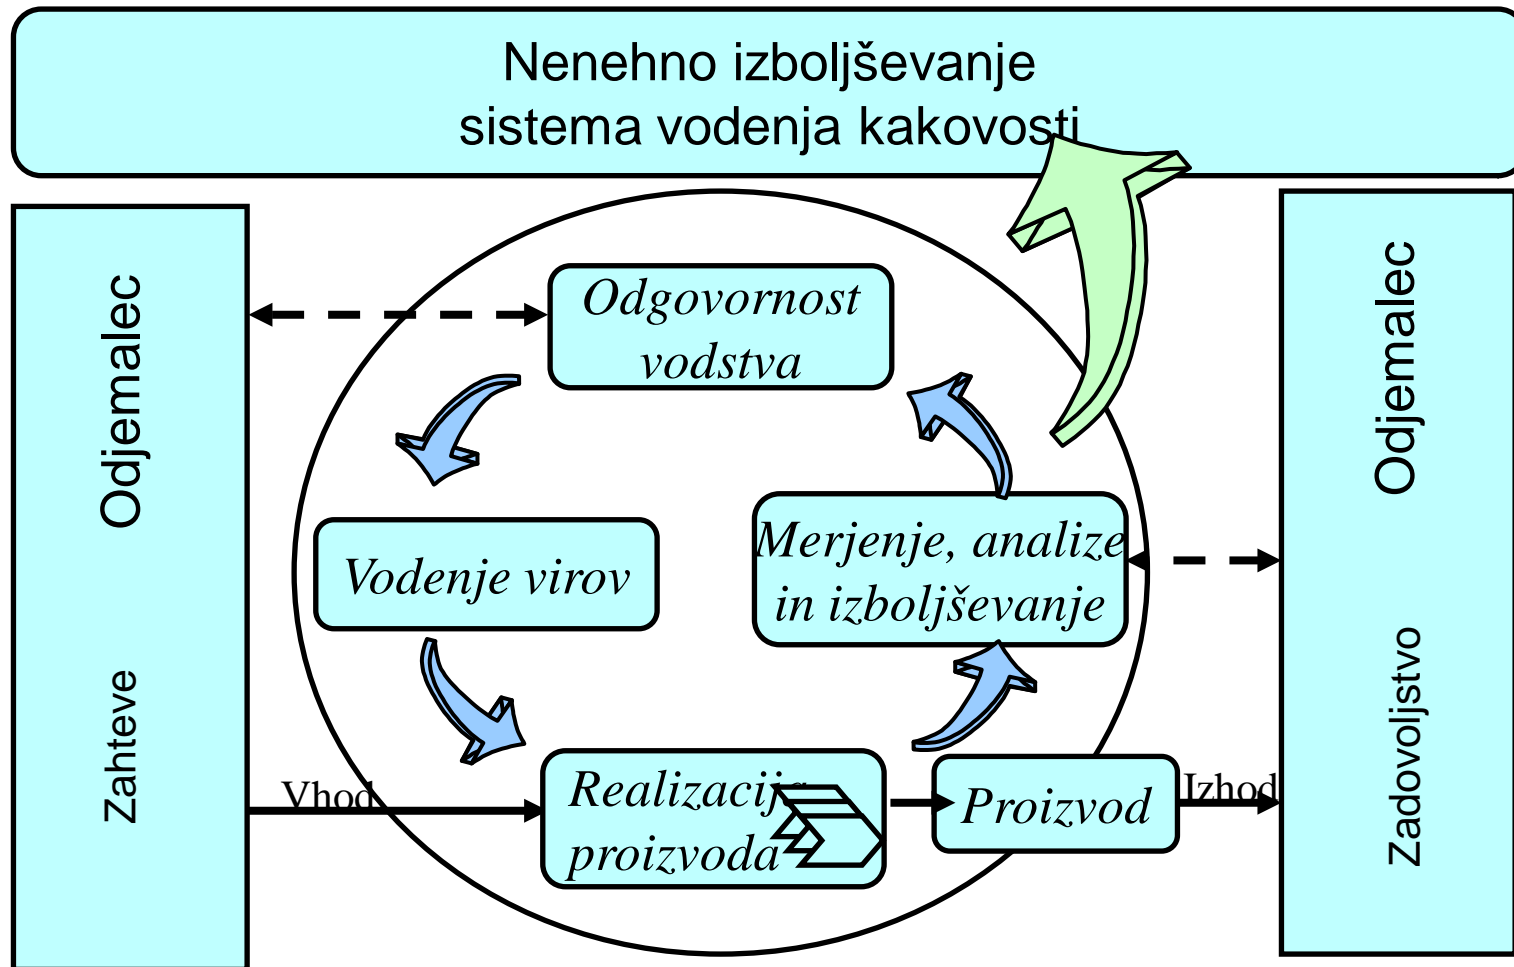 Nenehno izboljševanje
sistema vodenja kakovosti
Odjemalec
Zahteve
Odgovornost
vodstva
Vodenje virov
Merjenje, analize
in izboljševanje
Vhod
Realizacija
proizvoda
Proizvod
Izhod
Odjemalec
Zadovoljstvo